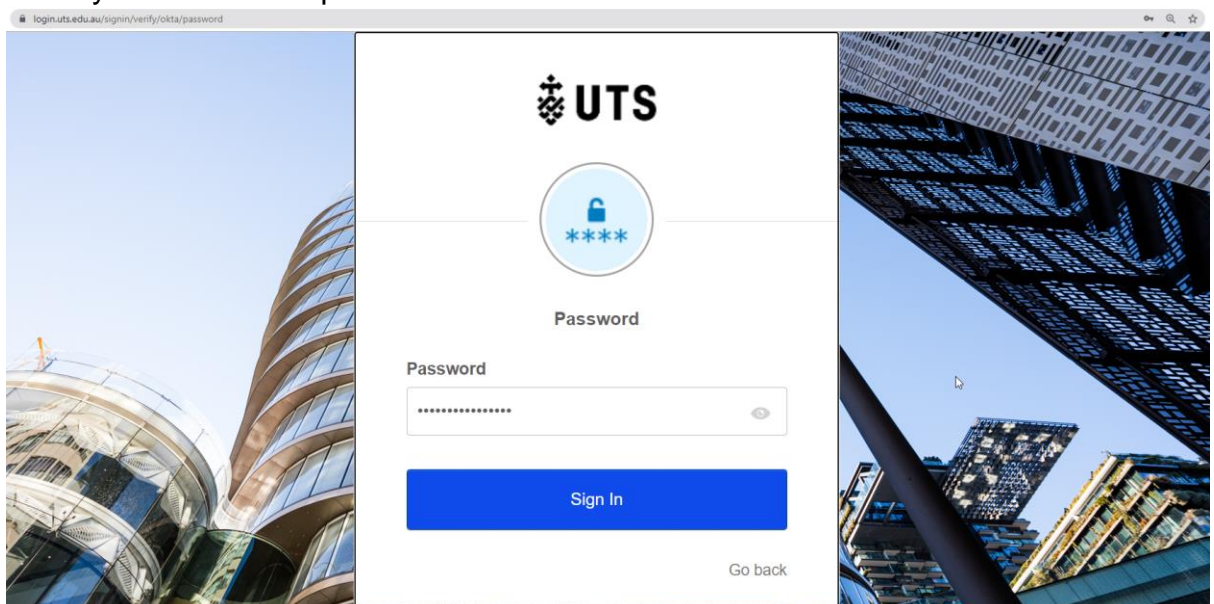 login.uts.edu.au/signin/verify/okta/password
UTS
****
Password
Password
••••••••••••••••
Sign In
Go back